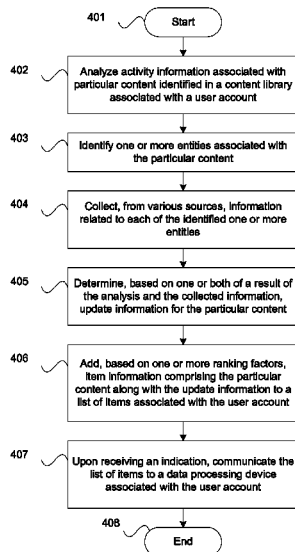 401
Start
402
Analyze activity information associated with
particular content identified in a content library
associated with a user account
403
Identify one or more entities associated with
the particular content
404
Collect, from various sources, information
related to each of the identified one or more
entities
405
Determine, based on one or both of a result of
the analysis and the collected information,
update information for the particular content
406
Add, based on one or more ranking factors,
item information comprising the particular
content along with the update information to a
list of items associated with the user account
407
Upon receiving an indication, communicate the
list of items to a data processing device
associated with the user account
408
End